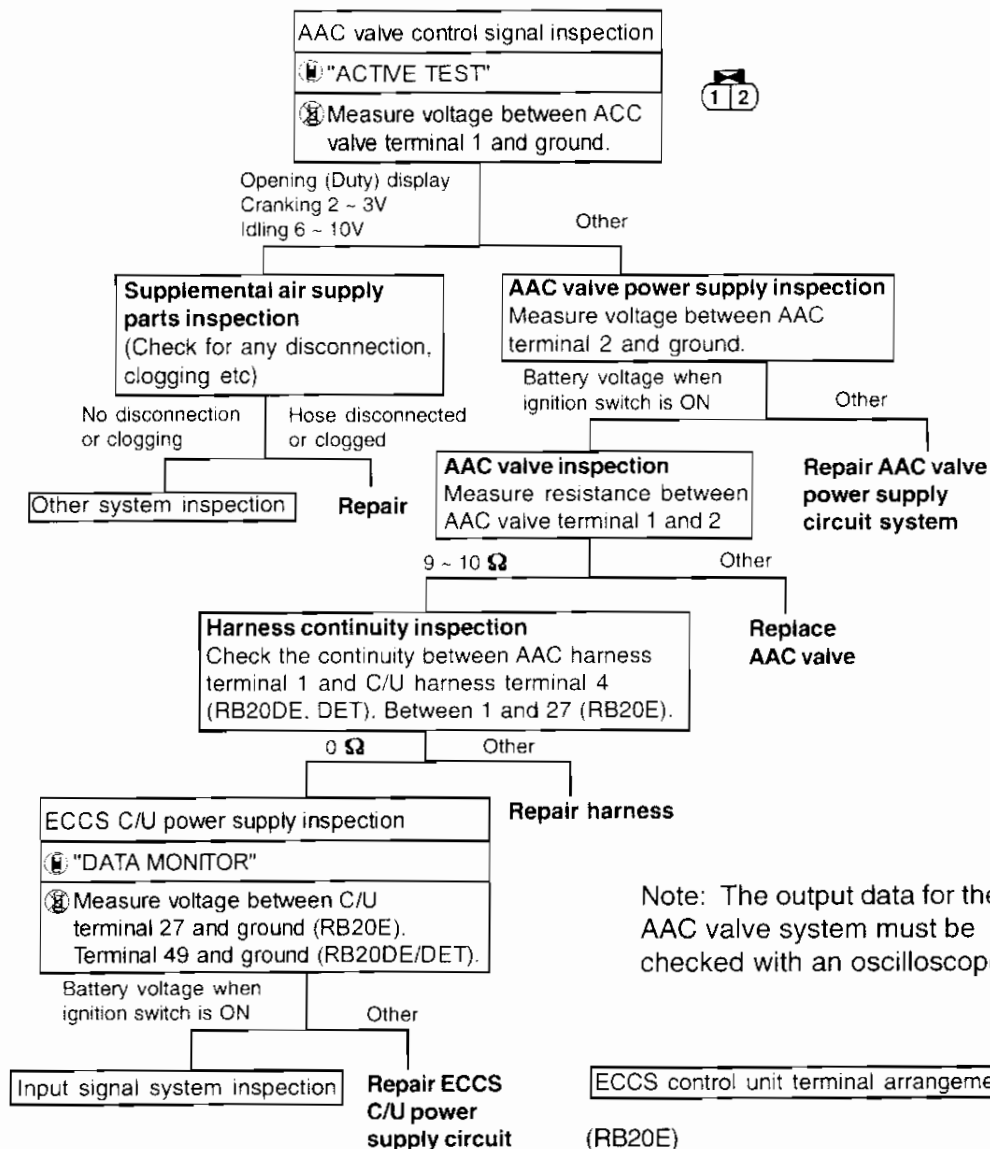 AAC valve control signal inspection
"ACTIVE TEST"
Measure voltage between ACC
valve terminal 1 and ground.
1 2
Opening (Duty) display
Cranking 2 ~ 3V
Idling 6 ~ 10V
Other
Supplemental air supply
parts inspection
(Check for any disconnection,
clogging etc)
AAC valve power supply inspection
Measure voltage between AAC
terminal 2 and ground.
No disconnection
or clogging
Hose disconnected
or clogged
Battery voltage when
ignition switch is ON
Other
Other system inspection
Repair
AAC valve inspection
Measure resistance between
AAC valve terminal 1 and 2
Repair AAC valve
power supply
circuit system
9 ~ 10 Ω
Other
Harness continuity inspection
Check the continuity between AAC harness
terminal 1 and C/U harness terminal 4
(RB20DE. DET). Between 1 and 27 (RB20E).
Replace
AAC valve
0 Ω
Other
ECCS C/U power supply inspection
"DATA MONITOR"
Measure voltage between C/U
terminal 27 and ground (RB20E).
Terminal 49 and ground (RB20DE/DET).
Repair harness
Note: The output data for the
AAC valve system must be
checked with an oscilloscop
Battery voltage when
ignition switch is ON
Other
Input signal system inspection
Repair ECCS
C/U power
supply circuit
ECCS control unit terminal arrangeme
(RB20E)